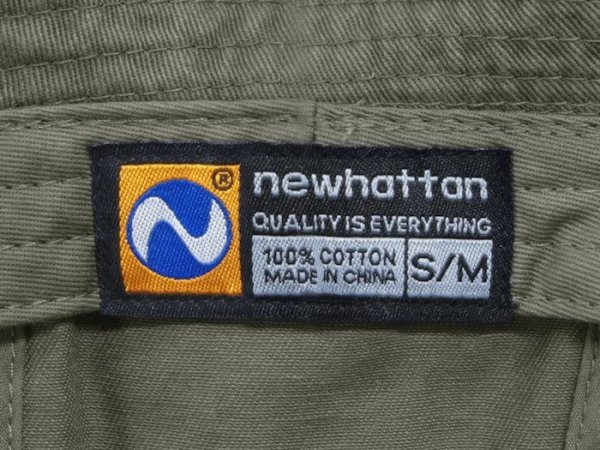 newhattan
QUALITY IS EVERYTHING
100% COTTON
MADE IN CHINA
S/M
N ®